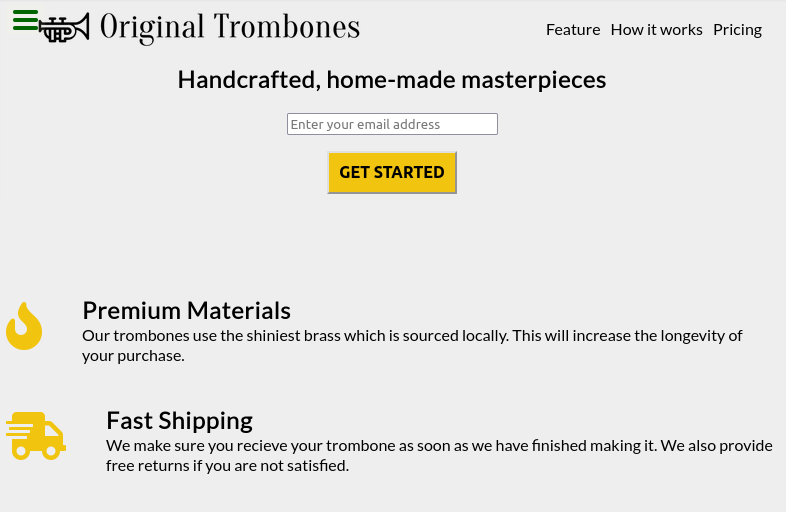 Original Trombones
Feature How it works Pricing
Handcrafted, home-made masterpieces
Enter your email address
GET STARTED
Premium Materials
Our trombones use the shiniest brass which is sourced locally. This will increase the longevity of
your purchase.
Fast Shipping
We make sure you recieve your trombone as soon as we have finished making it. We also provide
free returns if you are not satisfied.